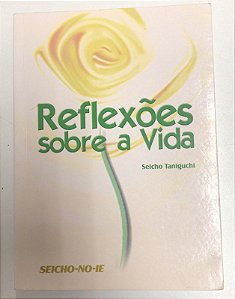 Reflexões
sobre a Vida
Seicho Taniguchi
SEICHO-NO-IE